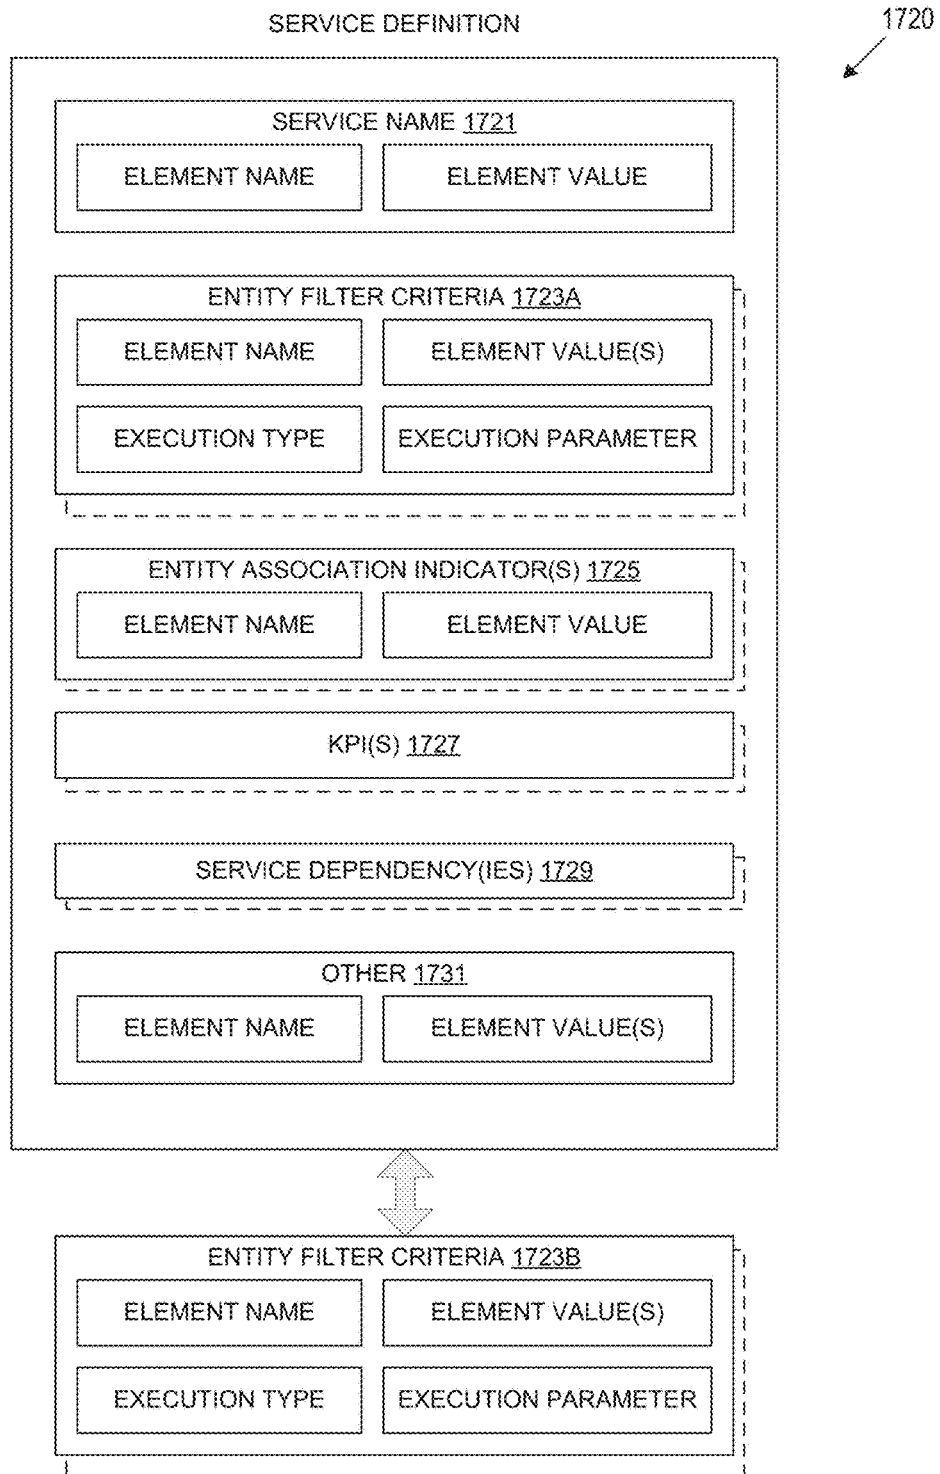 SERVICE DEFINITION
1720
SERVICE NAME 1721
ELEMENT NAME
ELEMENT VALUE
ENTITY FILTER CRITERIA 1723A
ELEMENT NAME
ELEMENT VALUE(S)
EXECUTION TYPE
EXECUTION PARAMETER
ENTITY ASSOCIATION INDICATOR(S) 1725
ELEMENT NAME
ELEMENT VALUE
KPI(S) 1727
SERVICE DEPENDENCY(IES) 1729
OTHER 1731
ELEMENT NAME
ELEMENT VALUE(S)
ENTITY FILTER CRITERIA 1723B
ELEMENT NAME
ELEMENT VALUE(S)
EXECUTION TYPE
EXECUTION PARAMETER